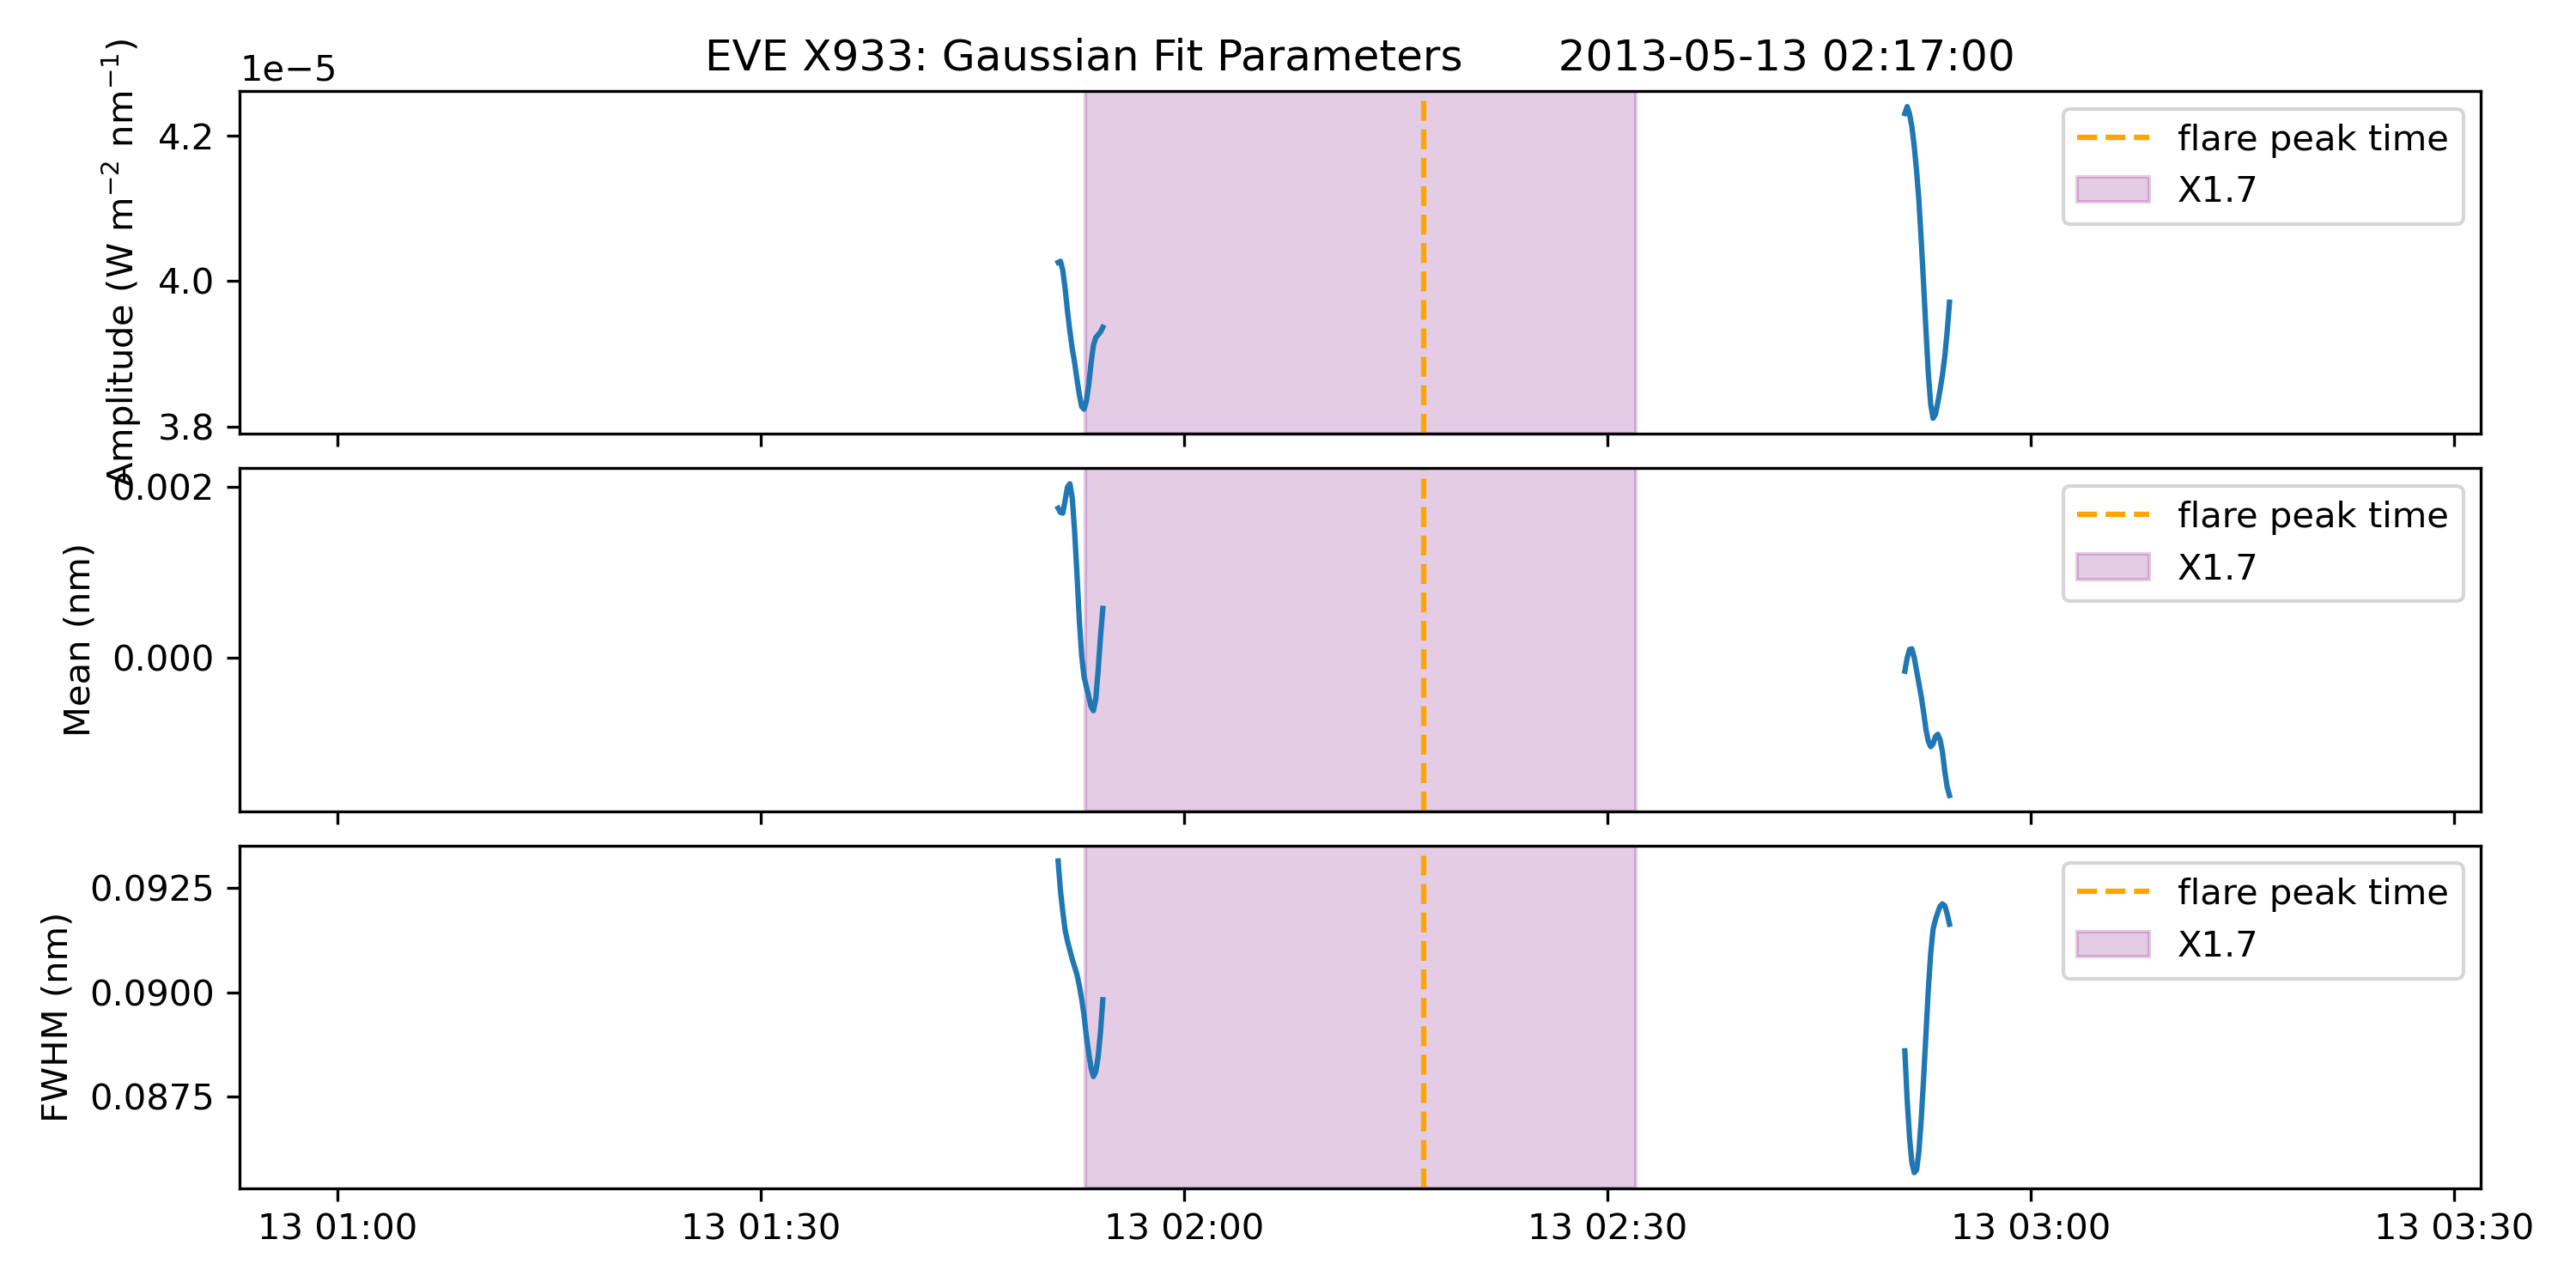 EVE X933: Gaussian Fit Parameters 2013-05-13 02:17:00
1e−5
Amplitude (W m⁻² nm⁻¹)
4.2
4.0
3.8
flare peak time
X1.7
Mean (nm)
0.002
0.000
flare peak time
X1.7
FWHM (nm)
0.0925
0.0900
0.0875
flare peak time
X1.7
13 01:00 13 01:30 13 02:00 13 02:30 13 03:00 13 03:30